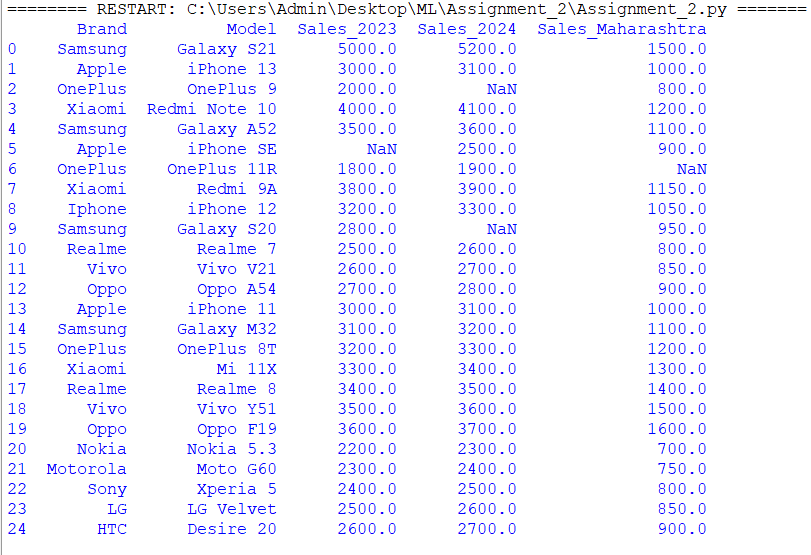 ======== RESTART: C:\Users\Admin\Desktop\ML\Assignment_2\Assignment_2.py =======
Brand Model Sales_2023 Sales_2024 Sales_Maharashtra
0 Samsung Galaxy S21 5000.0 5200.0 1500.0
1 Apple iPhone 13 3000.0 3100.0 1000.0
2 OnePlus OnePlus 9 2000.0 NaN 800.0
3 Xiaomi Redmi Note 10 4000.0 4100.0 1200.0
4 Samsung Galaxy A52 3500.0 3600.0 1100.0
5 Apple iPhone SE NaN 2500.0 900.0
6 OnePlus OnePlus 11R 1800.0 1900.0 NaN
7 Xiaomi Redmi 9A 3800.0 3900.0 1150.0
8 Iphone iPhone 12 3200.0 3300.0 1050.0
9 Samsung Galaxy S20 2800.0 NaN 950.0
10 Realme Realme 7 2500.0 2600.0 800.0
11 Vivo Vivo V21 2600.0 2700.0 850.0
12 Oppo Oppo A54 2700.0 2800.0 900.0
13 Apple iPhone 11 3000.0 3100.0 1000.0
14 Samsung Galaxy M32 3100.0 3200.0 1100.0
15 OnePlus OnePlus 8T 3200.0 3300.0 1200.0
16 Xiaomi Mi 11X 3300.0 3400.0 1300.0
17 Realme Realme 8 3400.0 3500.0 1400.0
18 Vivo Vivo Y51 3500.0 3600.0 1500.0
19 Oppo Oppo F19 3600.0 3700.0 1600.0
20 Nokia Nokia 5.3 2200.0 2300.0 700.0
21 Motorola Moto G60 2300.0 2400.0 750.0
22 Sony Xperia 5 2400.0 2500.0 800.0
23 LG LG Velvet 2500.0 2600.0 850.0
24 HTC Desire 20 2600.0 2700.0 900.0